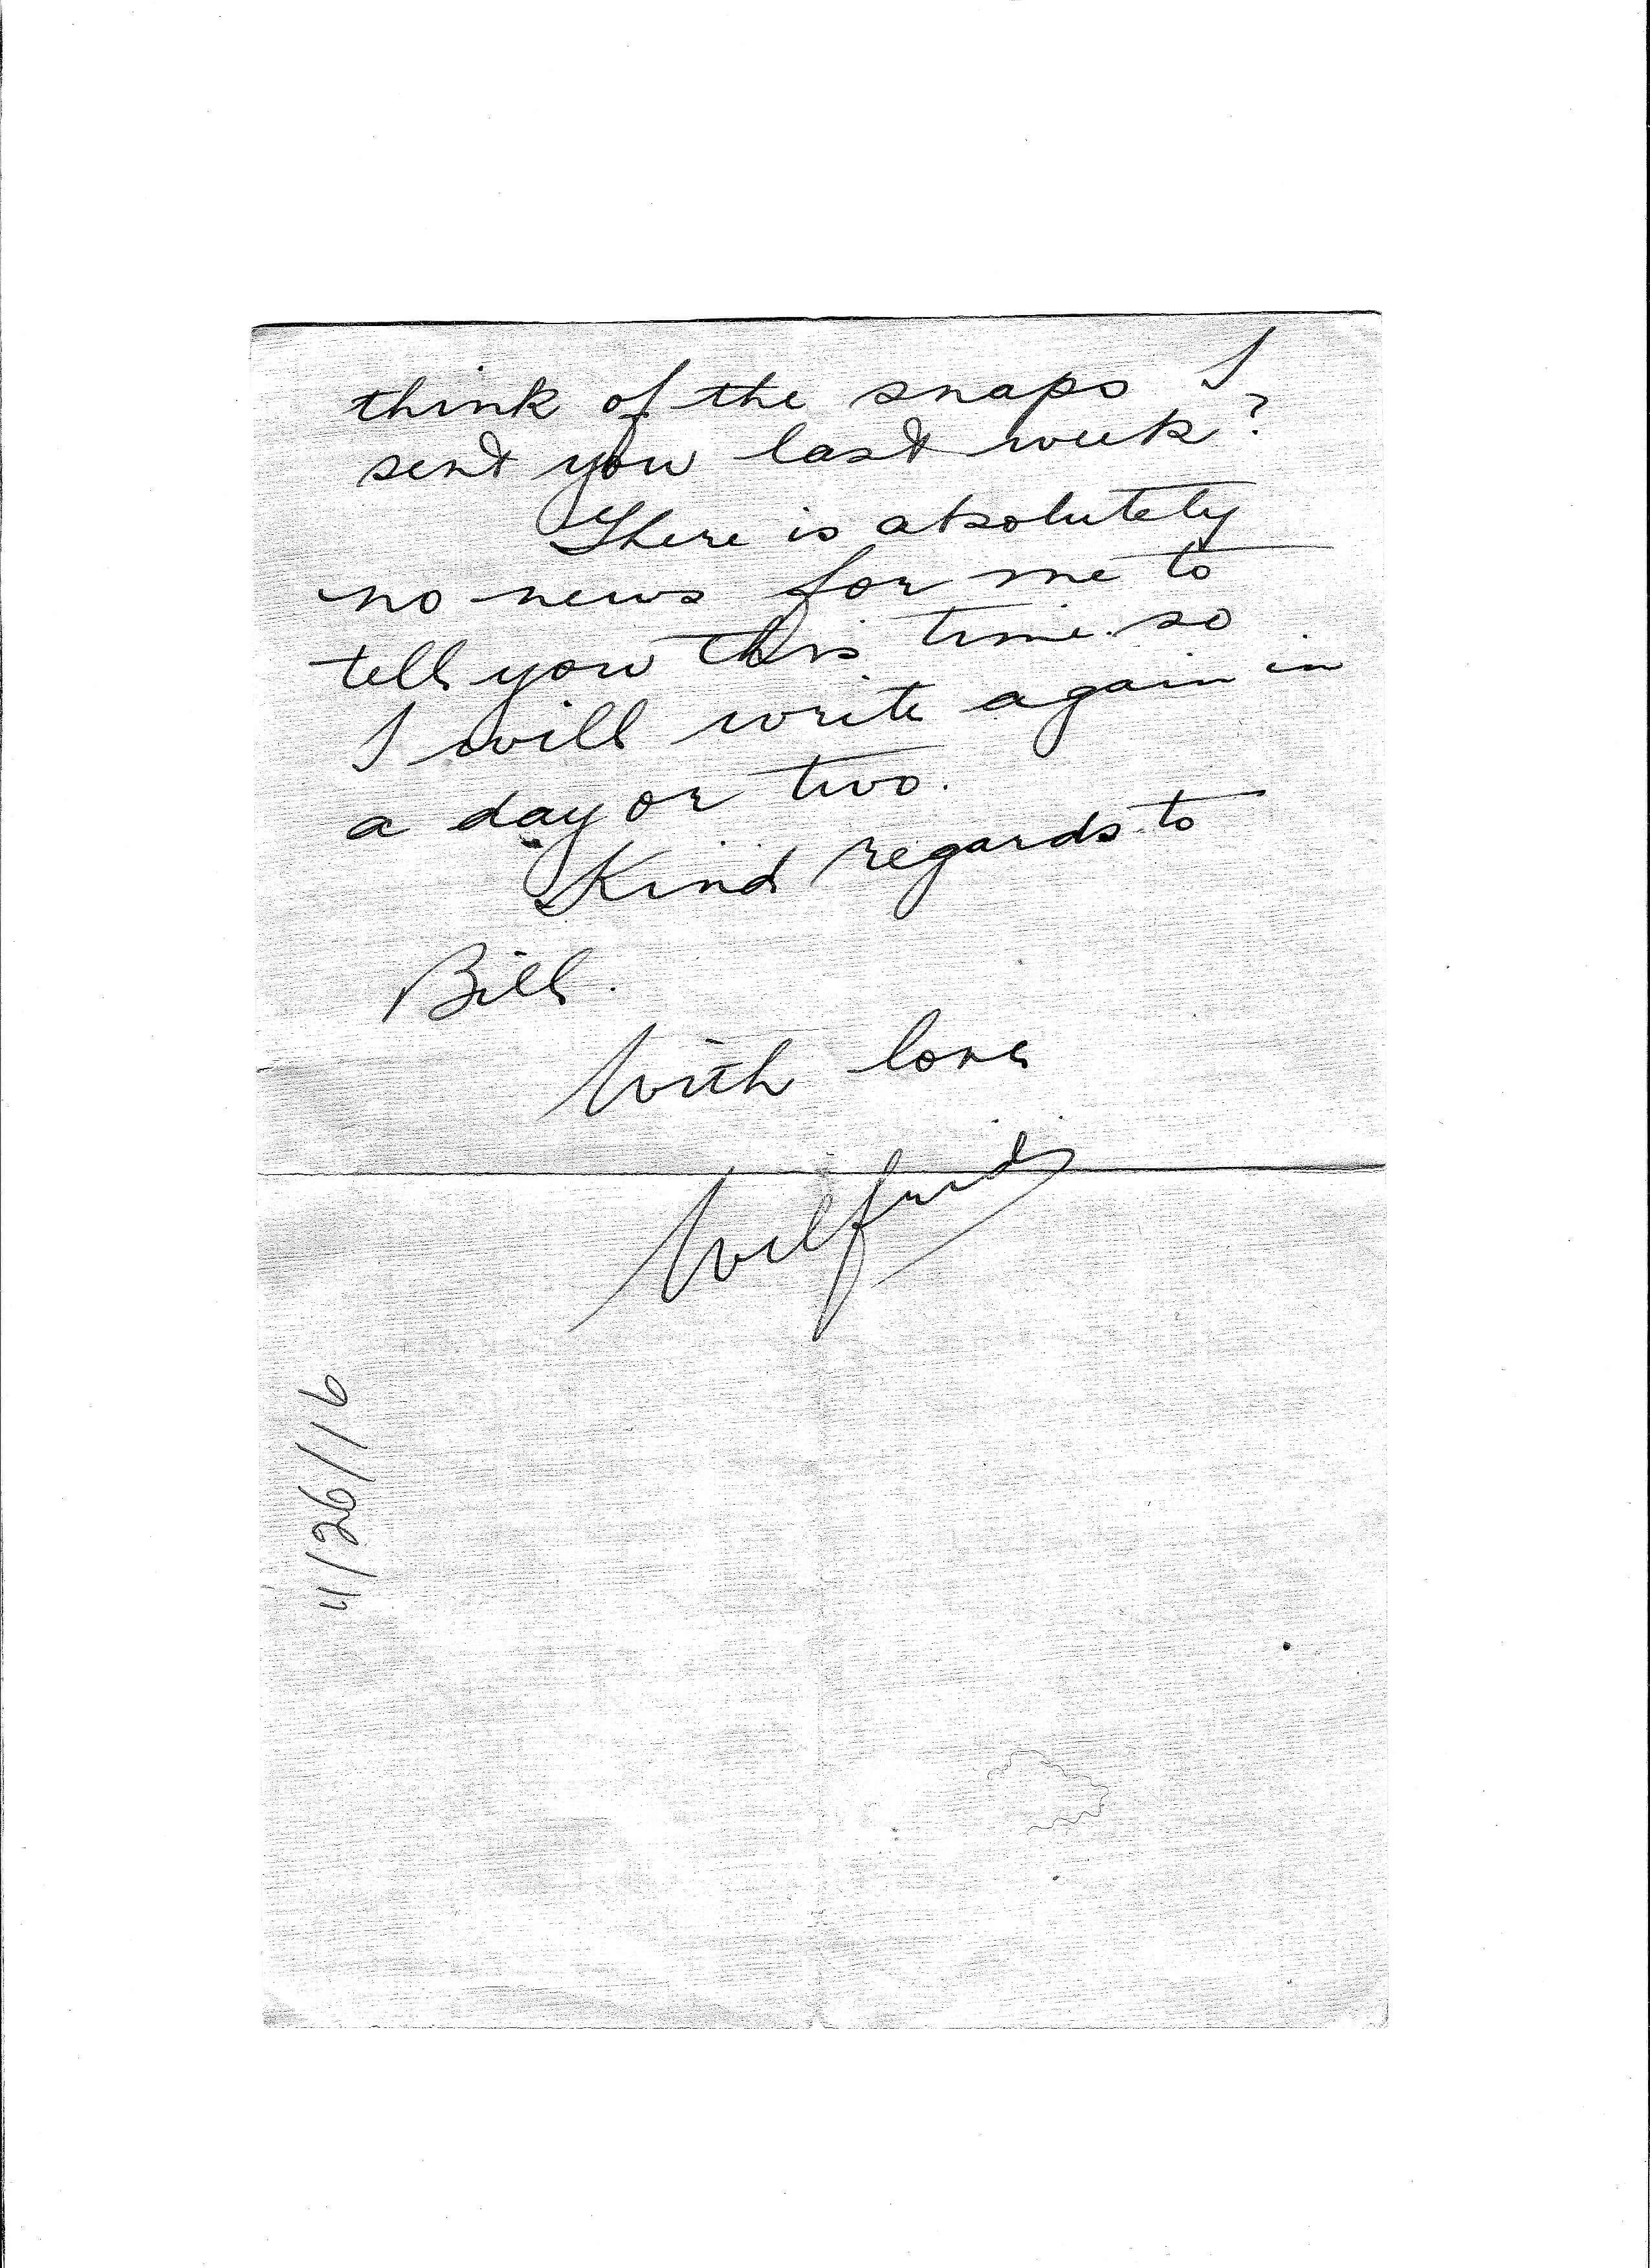 think of the snaps I
sent you last week?
There is absolutely
no news for me to
tell you this time so
I will write again in
a day or two.
Kind regards to
Bill.
With love
Wilfrid
11/26/16